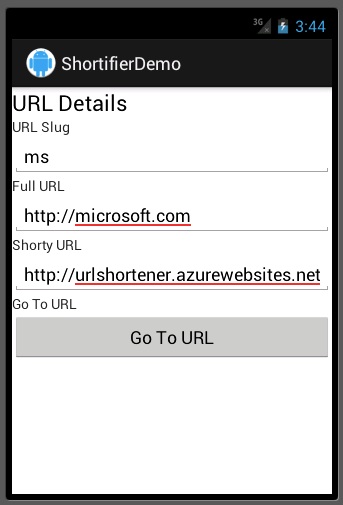 3G 3:44
ShortifierDemo
URL Details
URL Slug
ms
Full URL
http://microsoft.com
Shorty URL
http://urlshortener.azurewebsites.net
Go To URL
Go To URL